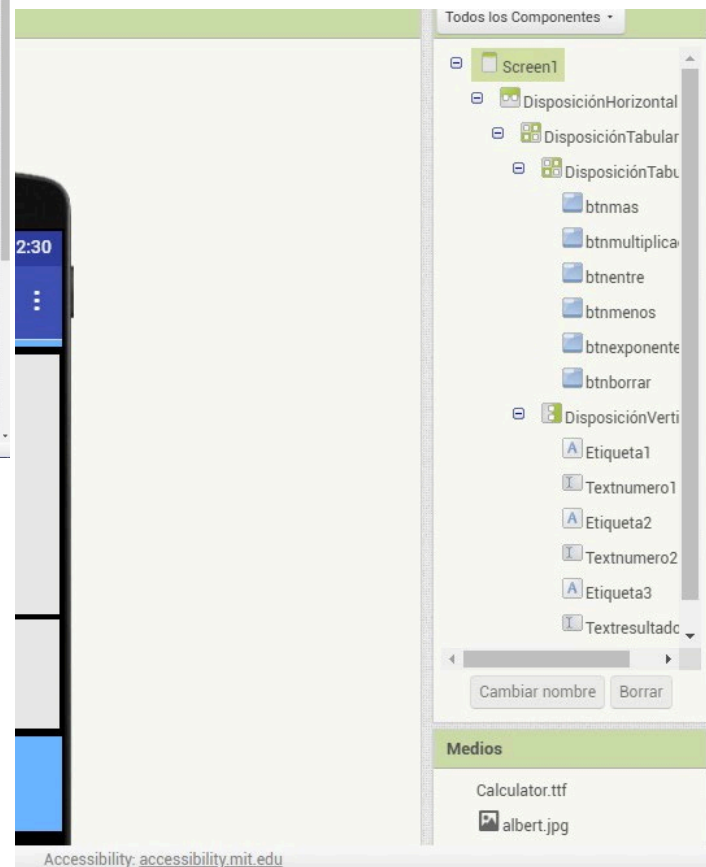 Todos los Componentes
Screen1
DisposiciónHorizontal
DisposiciónTabular
DisposiciónTabu
btnmas
btnmultiplica
btnentre
btnmenos
btnexponente
btnborrar
DisposiciónVerti
Etiqueta1
Textnumero1
Etiqueta2
Textnumero2
Etiqueta3
Textresultado
2:30
Cambiar nombre Borrar
Medios
Calculator.ttf
albert.jpg
Accessibility: accessibility.mit.edu